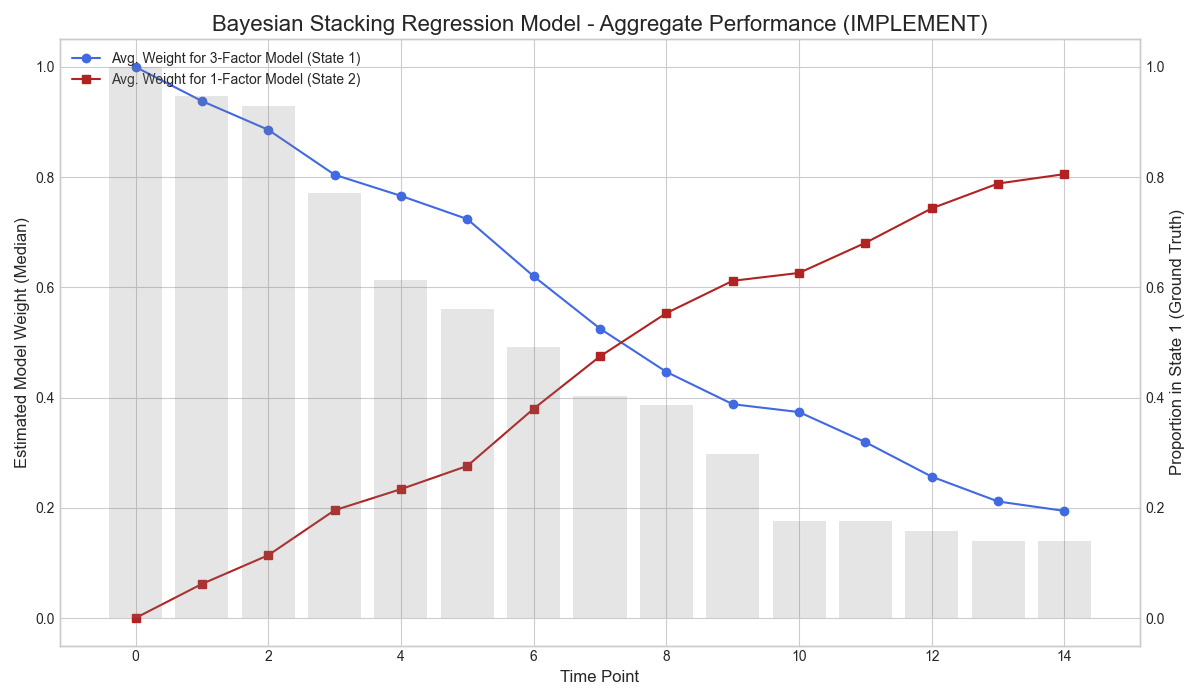 Bayesian Stacking Regression Model - Aggregate Performance (IMPLEMENT)
Avg. Weight for 3-Factor Model (State 1)
Avg. Weight for 1-Factor Model (State 2)
Estimated Model Weight (Median)
1.0
0.8
0.6
0.4
0.2
0.0
1.0
0.8
0.6
0.4
0.2
0.0
Proportion in State 1 (Ground Truth)
0 2 4 6 8 10 12 14
Time Point